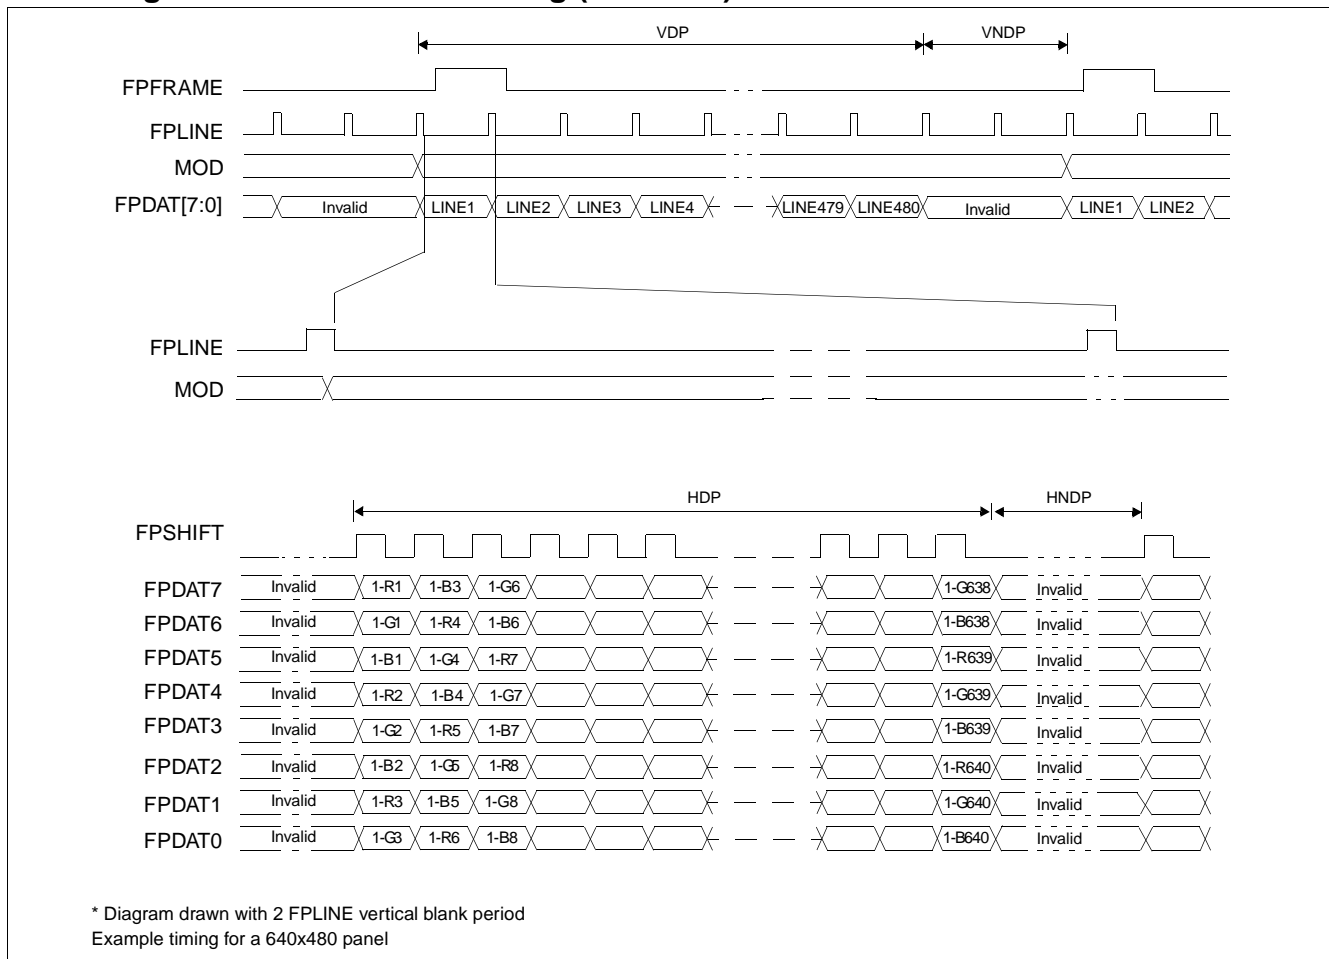 VDP VNDP
FPFRAME
FPLINE
MOD
FPDAT[7:0] Invalid LINE1 LINE2 LINE3 LINE4 LINE479 LINE480 Invalid LINE1 LINE2
FPLINE
MOD
HDP HNDP
FPSHIFT
FPDAT7 Invalid 1-R1 1-B3 1-G6 1-G638 Invalid
FPDAT6 Invalid 1-G1 1-R4 1-B6 1-B638 Invalid
FPDAT5 Invalid 1-B1 1-G4 1-R7 1-R639 Invalid
FPDAT4 Invalid 1-R2 1-B4 1-G7 1-G639 Invalid
FPDAT3 Invalid 1-G2 1-R5 1-B7 1-B639 Invalid
FPDAT2 Invalid 1-B2 1-G5 1-R8 1-R640 Invalid
FPDAT1 Invalid 1-R3 1-B5 1-G8 1-G640 Invalid
FPDAT0 Invalid 1-G3 1-R6 1-B8 1-B640 Invalid
* Diagram drawn with 2 FPLINE vertical blank period
Example timing for a 640x480 panel